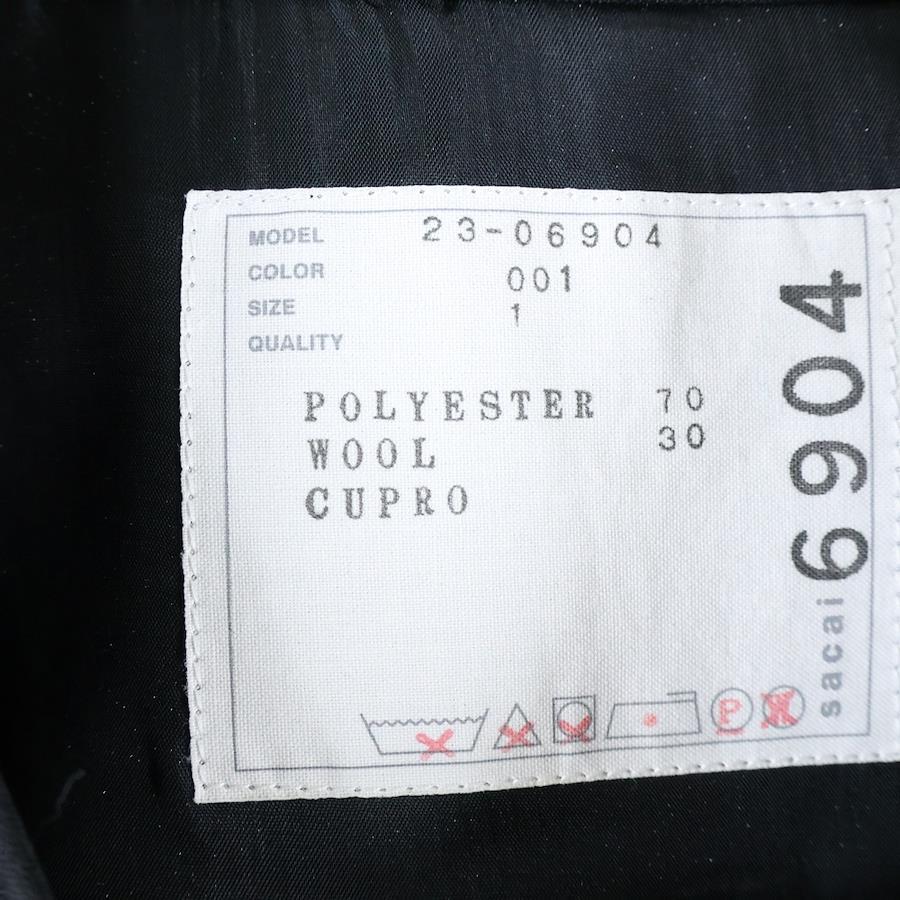 MODEL 23-06904
COLOR 001
SIZE 1
QUALITY
POLYESTER 70
WOOL 30
CUPRO
sacai 6904
P
W